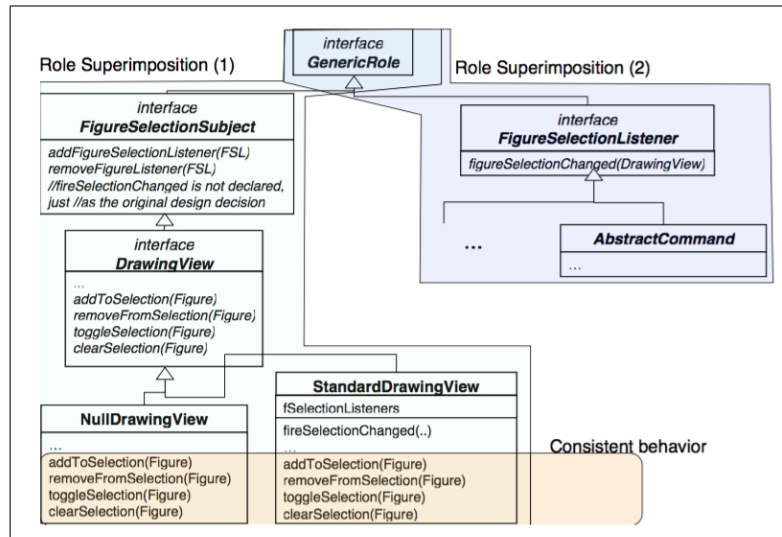 interface
GenericRole
Role Superimposition (1)
Role Superimposition (2)
interface
FigureSelectionSubject
addFigureSelectionListener(FSL)
removeFigureListener(FSL)
//fireSelectionChanged is not declared,
just //as the original design decision
interface
FigureSelectionListener
figureSelectionChanged(DrawingView)
...
AbstractCommand
...
interface
DrawingView
...
addToSelection(Figure)
removeFromSelection(Figure)
toggleSelection(Figure)
clearSelection(Figure)
NullDrawingView
...
addToSelection(Figure)
removeFromSelection(Figure)
toggleSelection(Figure)
clearSelection(Figure)
StandardDrawingView
fSelectionListeners
fireSelectionChanged(..)
...
addToSelection(Figure)
removeFromSelection(Figure)
toggleSelection(Figure)
clearSelection(Figure)
Consistent behavior